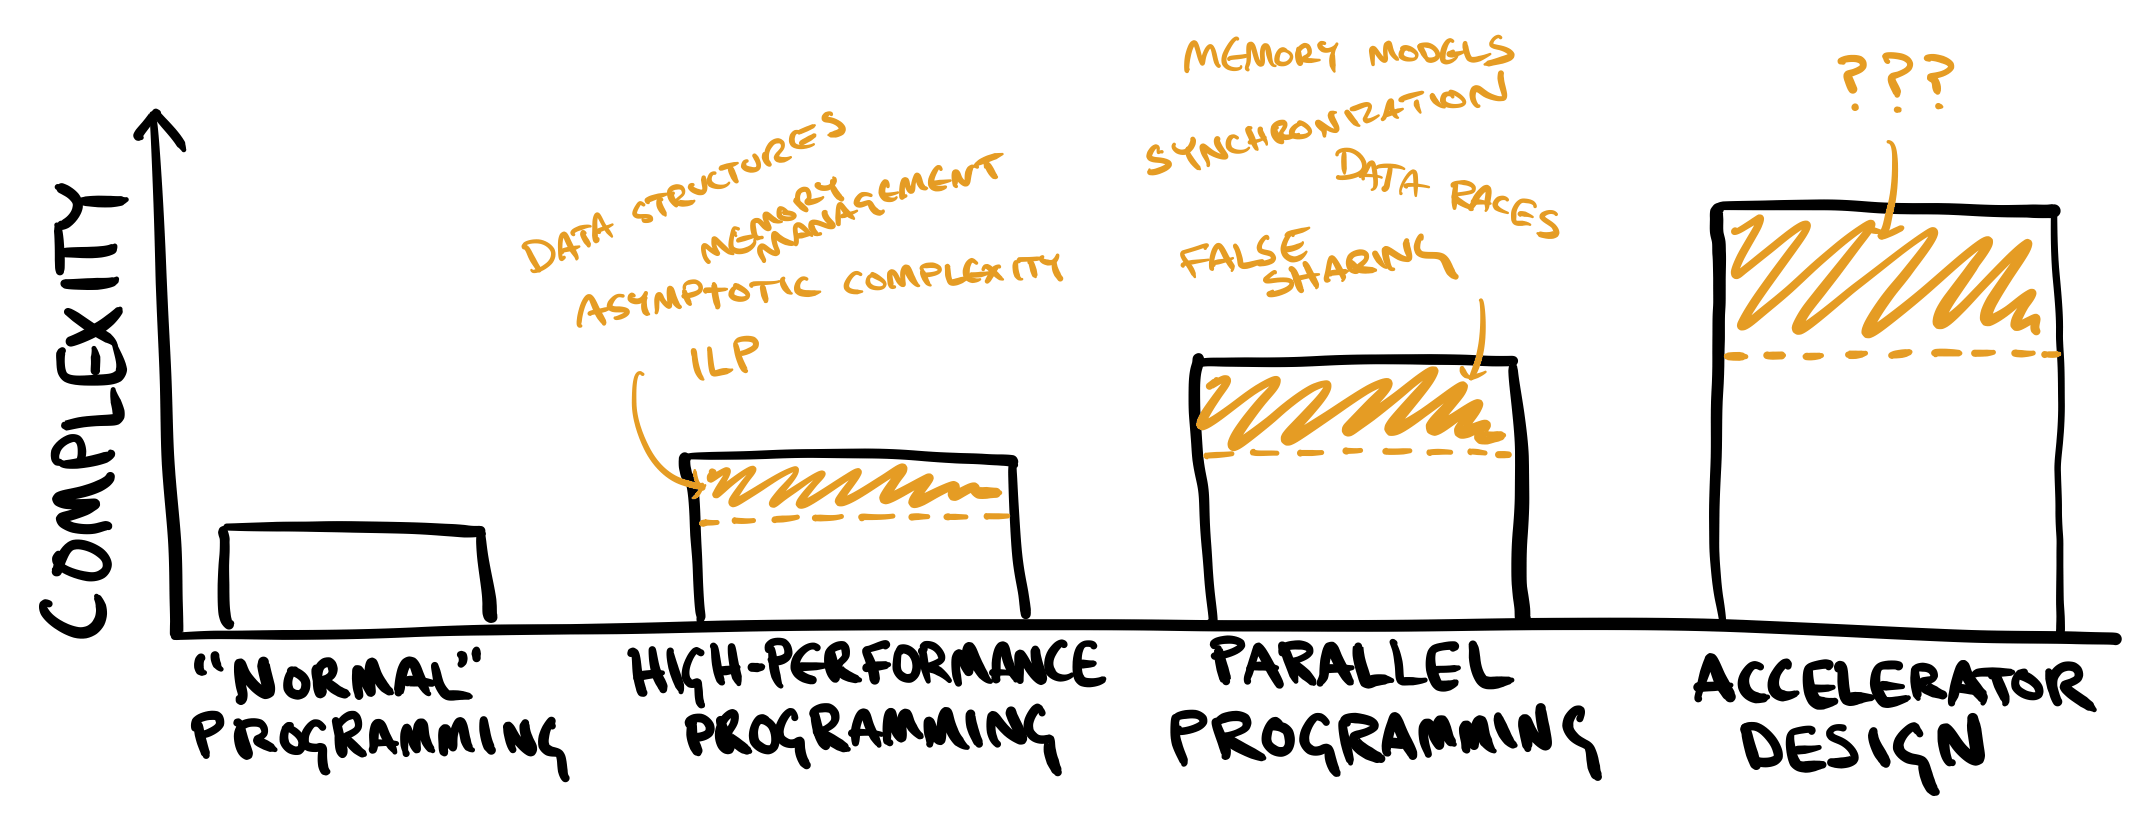 COMPLEXITY
DATA STRUCTURES
MEMORY
MANAGEMENT
ASYMPTOTIC COMPLEXITY
ILP
MEMORY MODELS
SYNCHRONIZATION
DATA RACES
FALSE
SHARING
???
"NORMAL"
PROGRAMMING
HIGH-PERFORMANCE
PROGRAMMING
PARALLEL
PROGRAMMING
ACCELERATOR
DESIGN